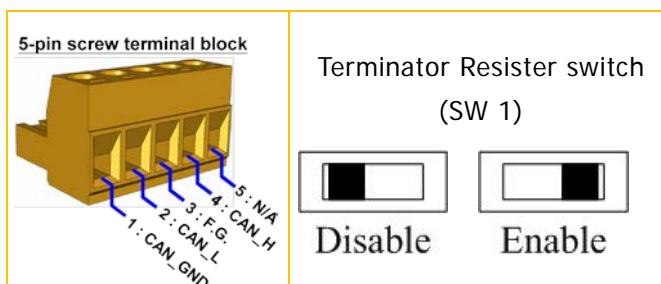 5-pin screw terminal block
1 : CAN_GND
2 : CAN_L
3 : F.G.
4 : CAN_H
5 : N/A
Terminator Resister switch
(SW 1)
Disable
Enable